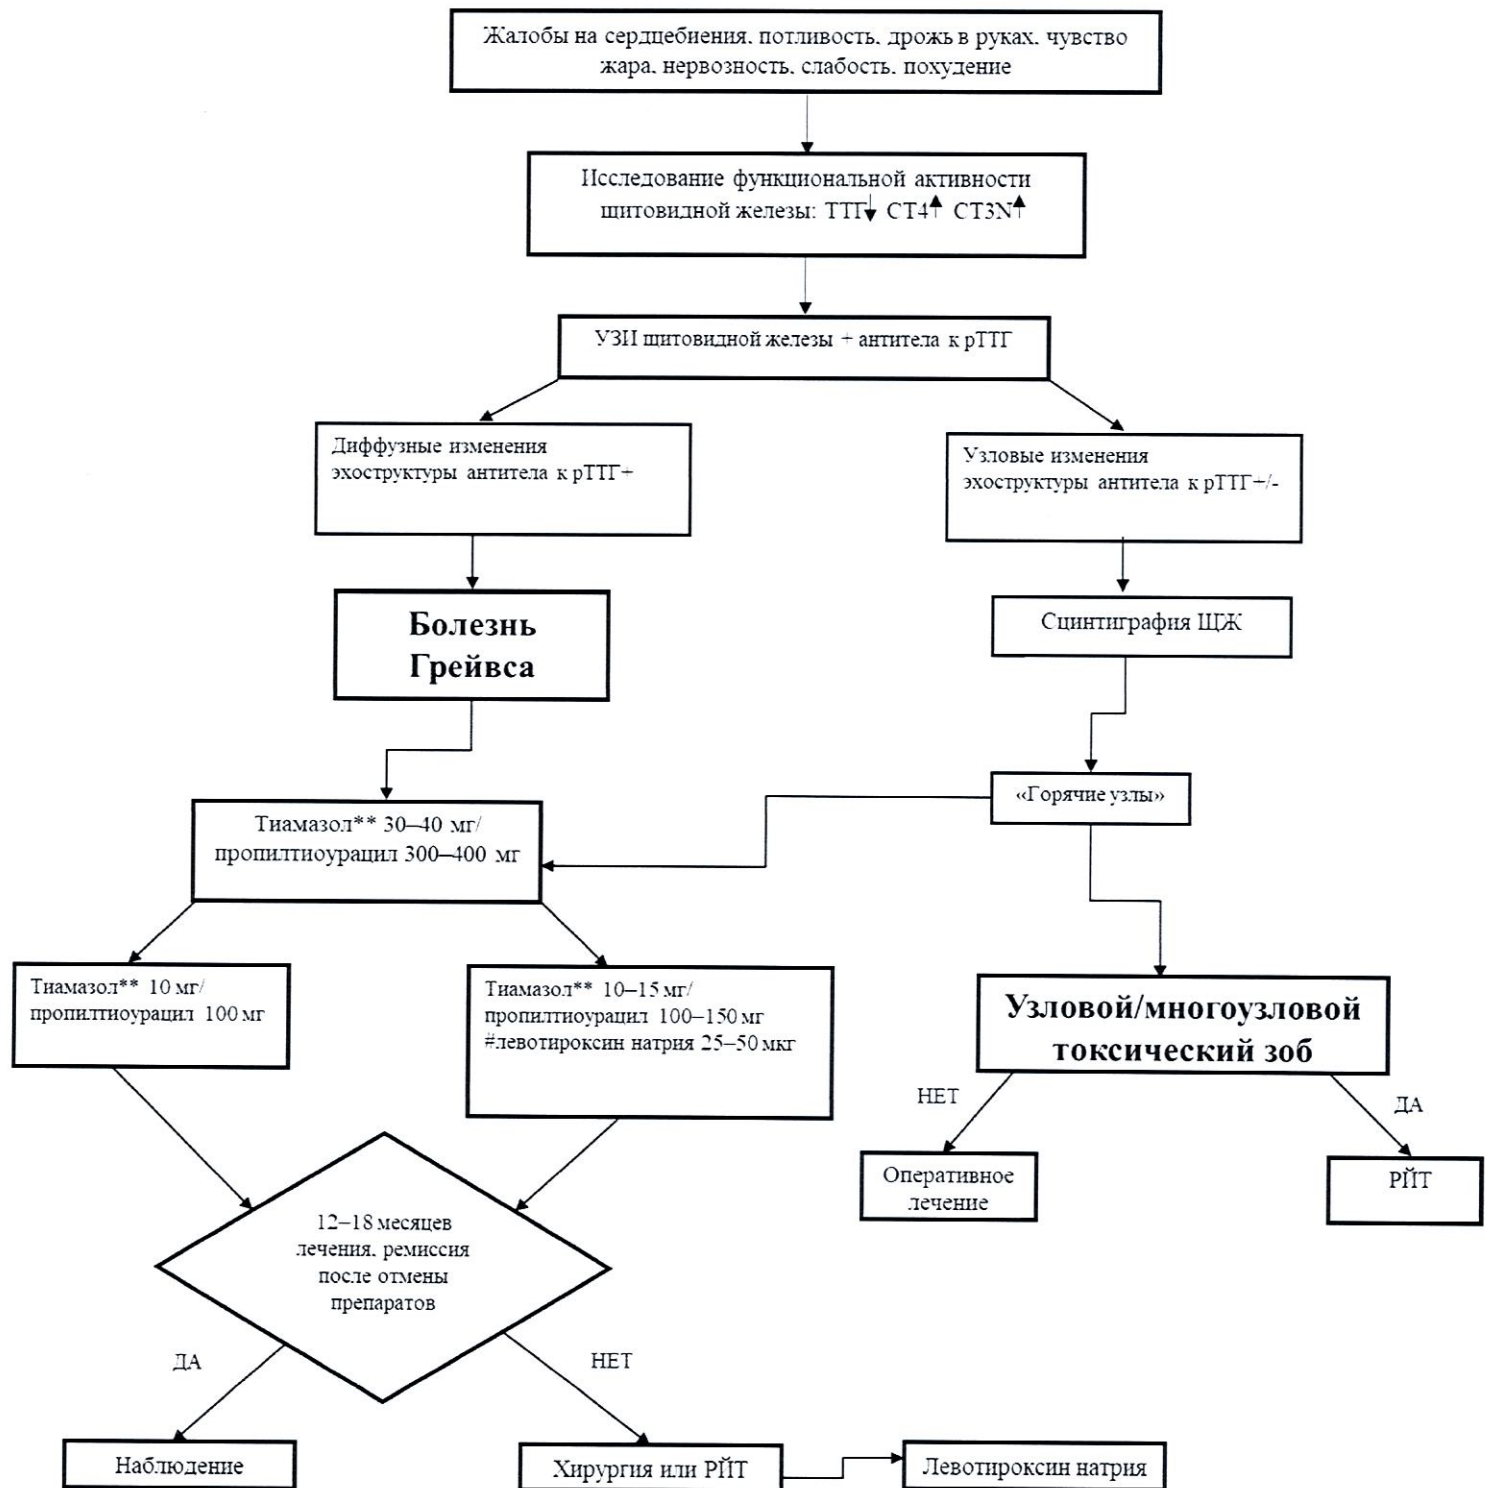 Жалобы на сердцебиения, потливость, дрожь в руках, чувство
жара, нервозность, слабость, похудение
Исследование функциональной активности
щитовидной железы: ТТГ↓ СТ4↑ СТ3N↑
УЗИ щитовидной железы + антитела к рТТГ
Диффузные изменения
эхоструктуры антитела к рТТГ+
Узловые изменения
эхоструктуры антитела к рТТГ+/-
Болезнь
Грейвса
Сцинтиграфия ЩЖ
«Горячие узлы»
Тиамазол** 30–40 мг/
пропилтиоурацил 300–400 мг
Тиамазол** 10 мг/
пропилтиоурацил 100 мг
Тиамазол** 10–15 мг/
пропилтиоурацил 100–150 мг
#левотироксин натрия 25–50 мкг
Узловой/многоузловой
токсический зоб
НЕТ
ДА
Оперативное
лечение
РЙТ
12–18 месяцев
лечения, ремиссия
после отмены
препаратов
ДА
НЕТ
Наблюдение
Хирургия или РЙТ
Левотироксин натрия